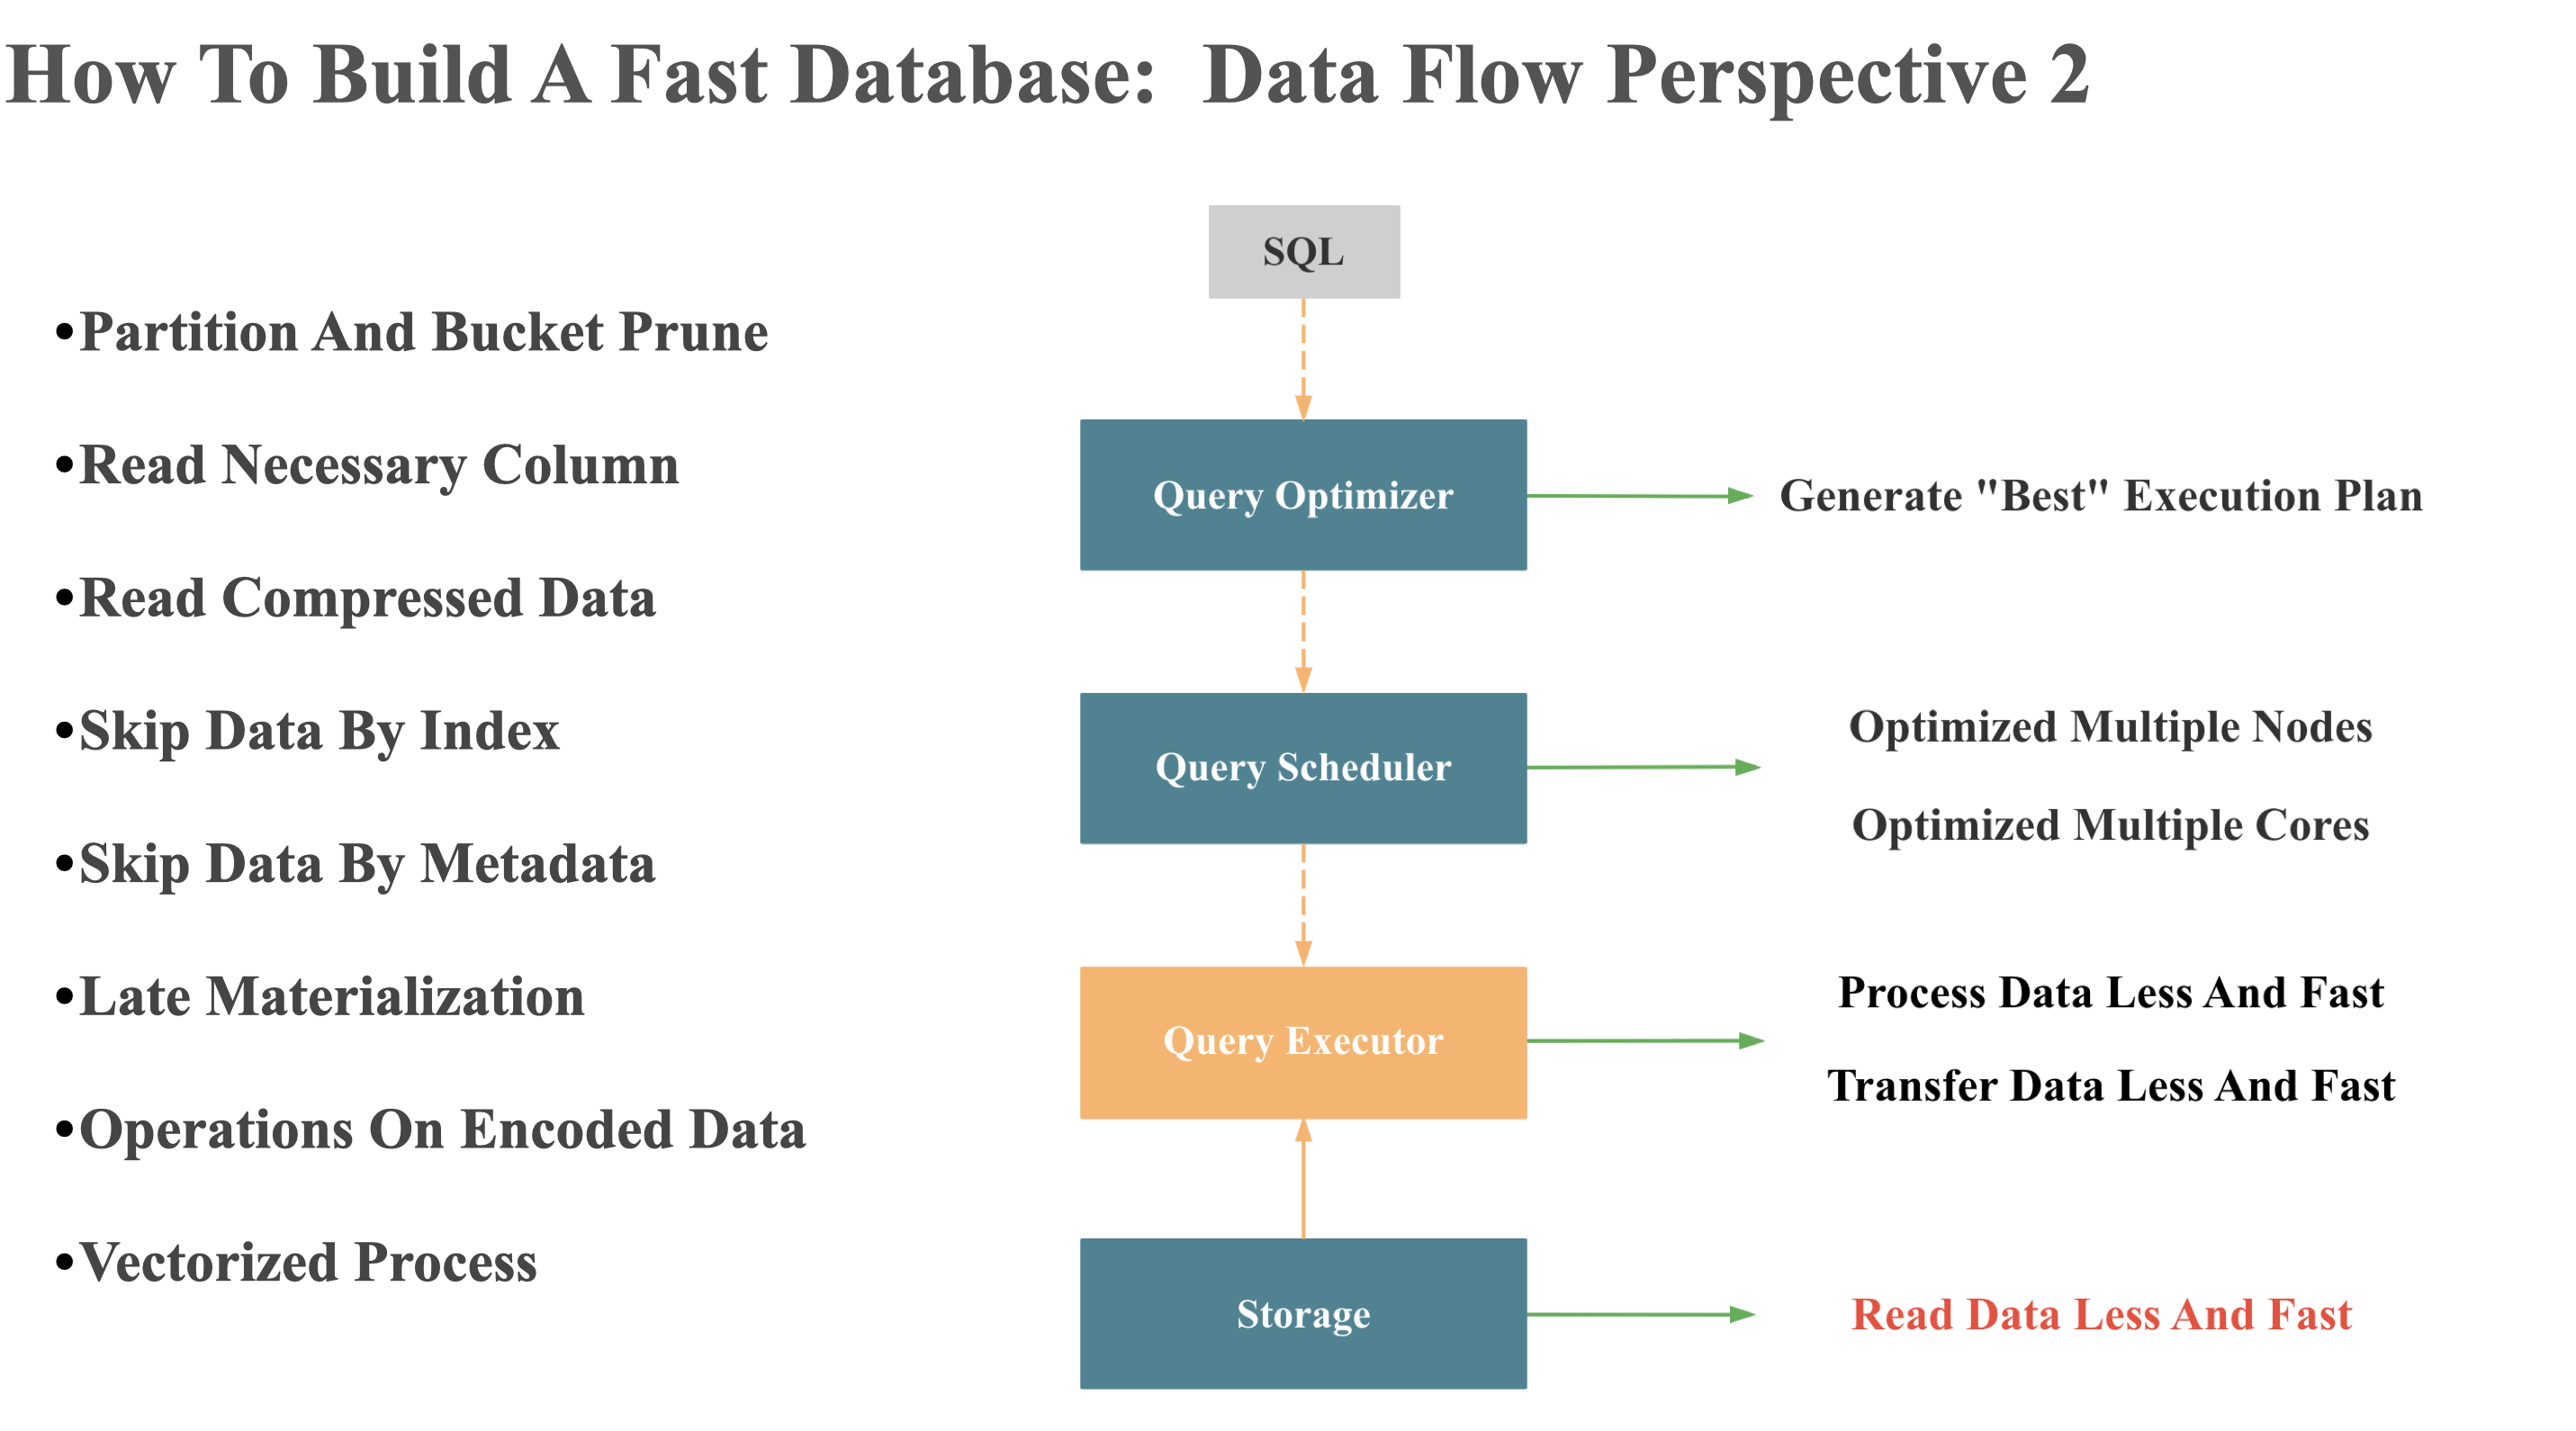 How To Build A Fast Database: Data Flow Perspective 2
•Partition And Bucket Prune
•Read Necessary Column
•Read Compressed Data
•Skip Data By Index
•Skip Data By Metadata
•Late Materialization
•Operations On Encoded Data
•Vectorized Process
SQL
Query Optimizer
Generate "Best" Execution Plan
Query Scheduler
Optimized Multiple Nodes
Optimized Multiple Cores
Query Executor
Process Data Less And Fast
Transfer Data Less And Fast
Storage
Read Data Less And Fast